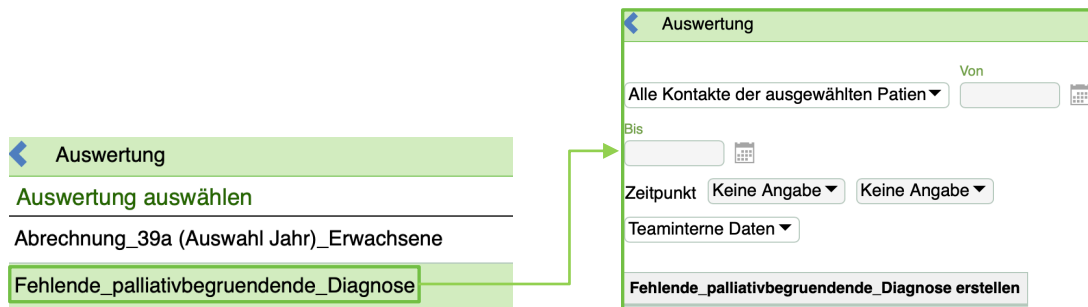 Auswertung
Auswertung auswählen
Abrechnung_39a (Auswahl Jahr)_Erwachsene
Fehlende_palliativbegruendende_Diagnose
Auswertung
Von
Alle Kontakte der ausgewählten Patien
Bis
Zeitpunkt Keine Angabe Keine Angabe
Teaminterne Daten
Fehlende_palliativbegruendende_Diagnose erstellen